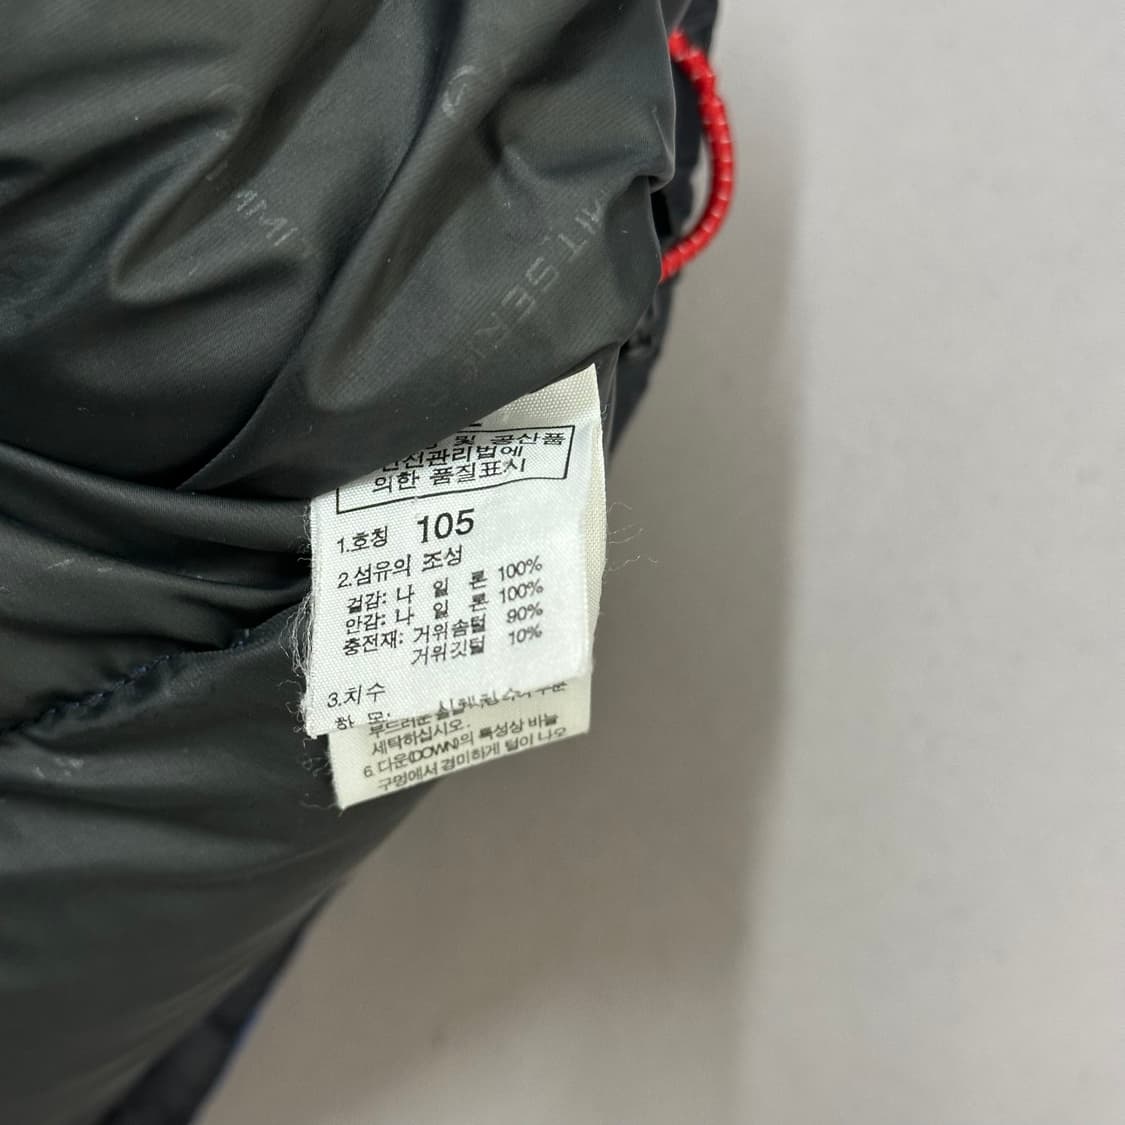 MIT SER
및 공산품
안전관리법에
의한 품질표시
1.호칭 105
2.섬유의 조성
겉감: 나 일 론 100%
안감: 나 일 론 100%
충전재: 거위솜털 90%
거위깃털 10%
3.치수
항 목:
부드러운
세탁하십시오.
6.다운(DOWN)의 특성상 바늘
구멍에서 경미하게 털이 나오